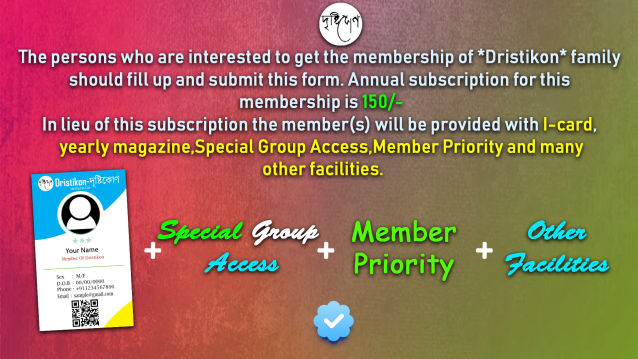 দৃষ্টিকোণ
The persons who are interested to get the membership of *Dristikon* family
should fill up and submit this form. Annual subscription for this
membership is 150/-
In lieu of this subscription the member(s) will be provided with I-card,
yearly magazine,Special Group Access,Member Priority and many
other facilities.
Dristikon-দৃষ্টিকোণ
Your Name
Member Of Dristikon
Sex : M/F
D.O.B : 00/00/0000
Phone : +911234567890
Email : sample@gmail.com
+ Special Group Access
+ Member Priority
+ Other Facilities